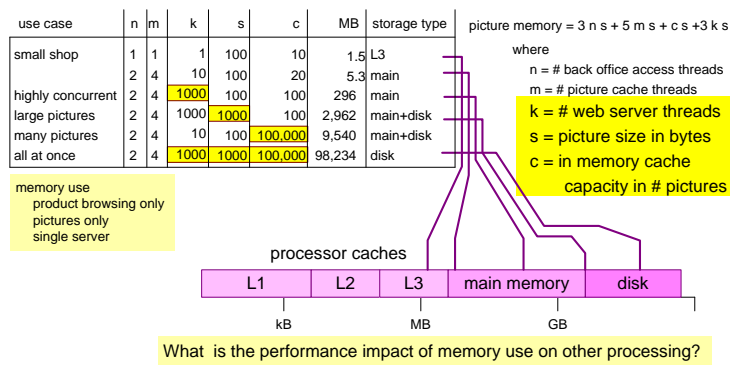 use case n m k s c MB storage type
small shop 1 1 1 100 10 1.5 L3
2 4 10 100 20 5.3 main
highly concurrent 2 4 1000 100 100 296 main
large pictures 2 4 1000 1000 100 2,962 main+disk
many pictures 2 4 10 100 100,000 9,540 main+disk
all at once 2 4 1000 1000 100,000 98,234 disk
picture memory = 3 n s + 5 m s + c s +3 k s
where
n = # back office access threads
m = # picture cache threads
k = # web server threads
s = picture size in bytes
c = in memory cache
capacity in # pictures
memory use
product browsing only
pictures only
single server
processor caches
L1 L2 L3 main memory disk
kB MB GB
What is the performance impact of memory use on other processing?